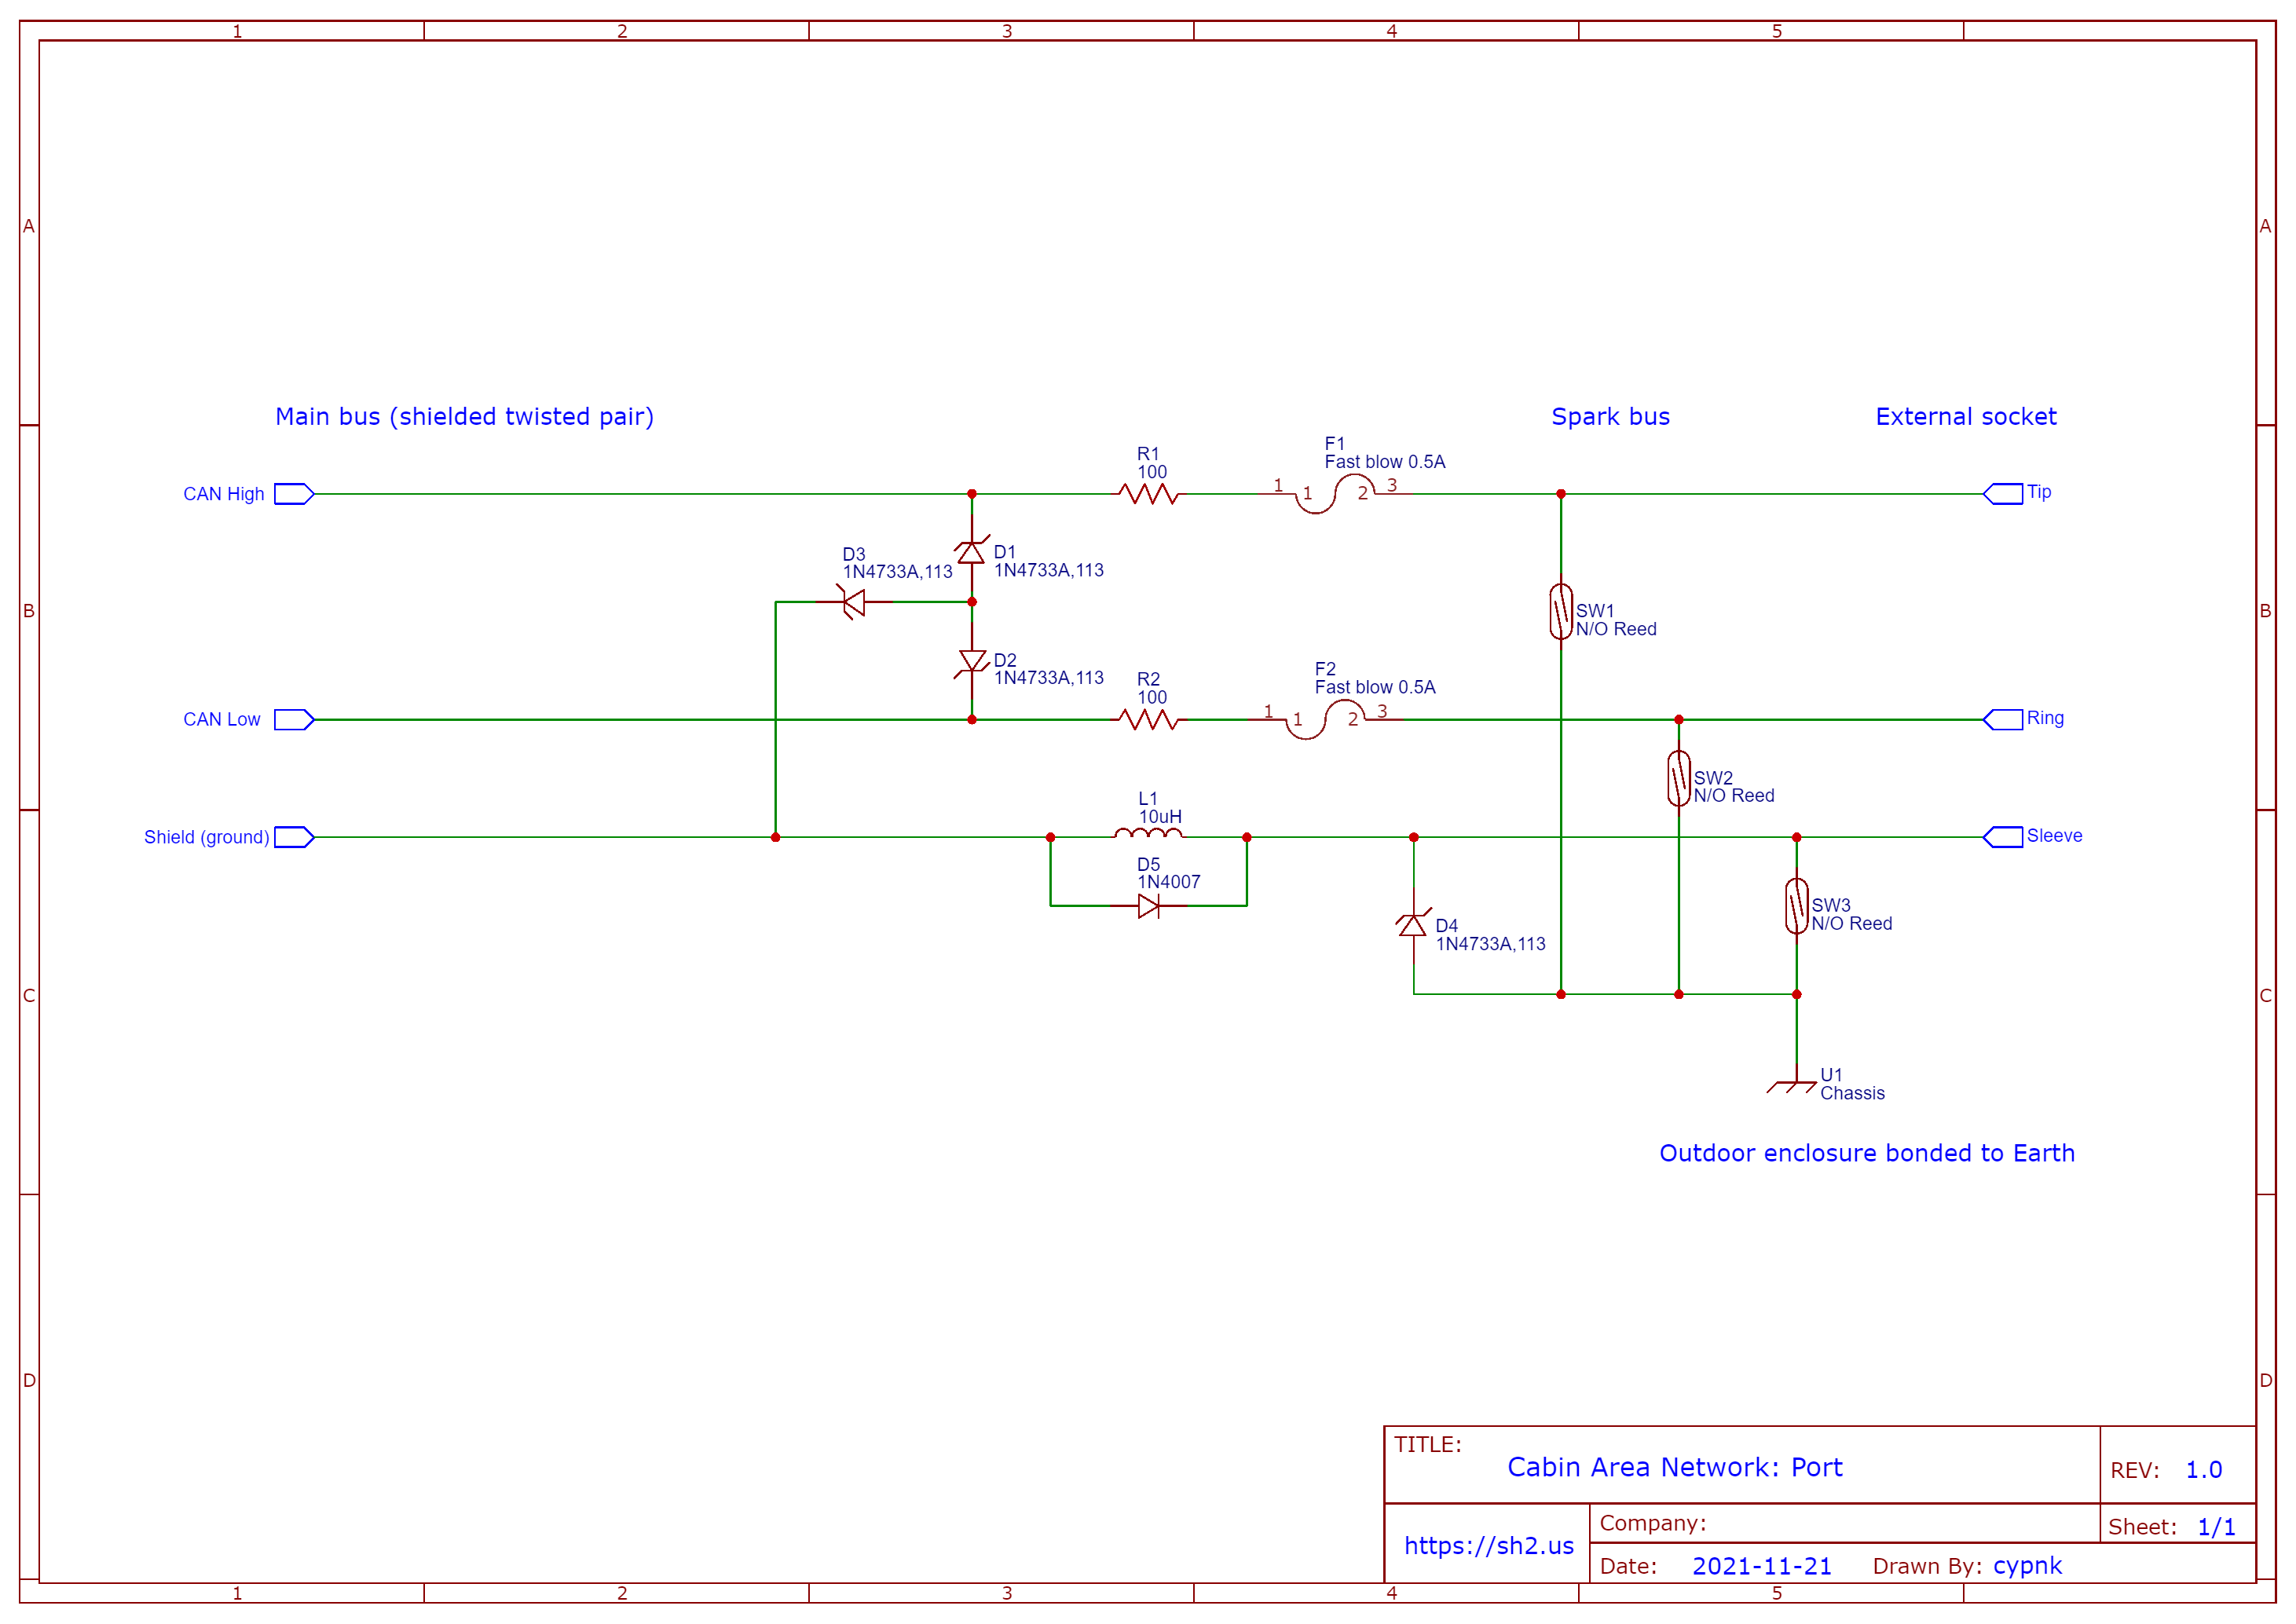 1 2 3 4 5
A A
Main bus (shielded twisted pair) Spark bus External socket
F1
R1 Fast blow 0.5A
100
CAN High 1 1 2 3 Tip
D3 D1
1N4733A,113 1N4733A,113
B SW1 B
N/O Reed
D2 F2
1N4733A,113 R2 Fast blow 0.5A
100
CAN Low 1 1 2 3 Ring
SW2
L1 N/O Reed
10uH
Shield (ground) Sleeve
D5
1N4007
SW3
D4 N/O Reed
1N4733A,113
C C
U1
Chassis
Outdoor enclosure bonded to Earth
D D
TITLE:
Cabin Area Network: Port REV: 1.0
Company: Sheet: 1/1
https://sh2.us
Date: 2021-11-21 Drawn By: cypnk
1 2 3 4 5